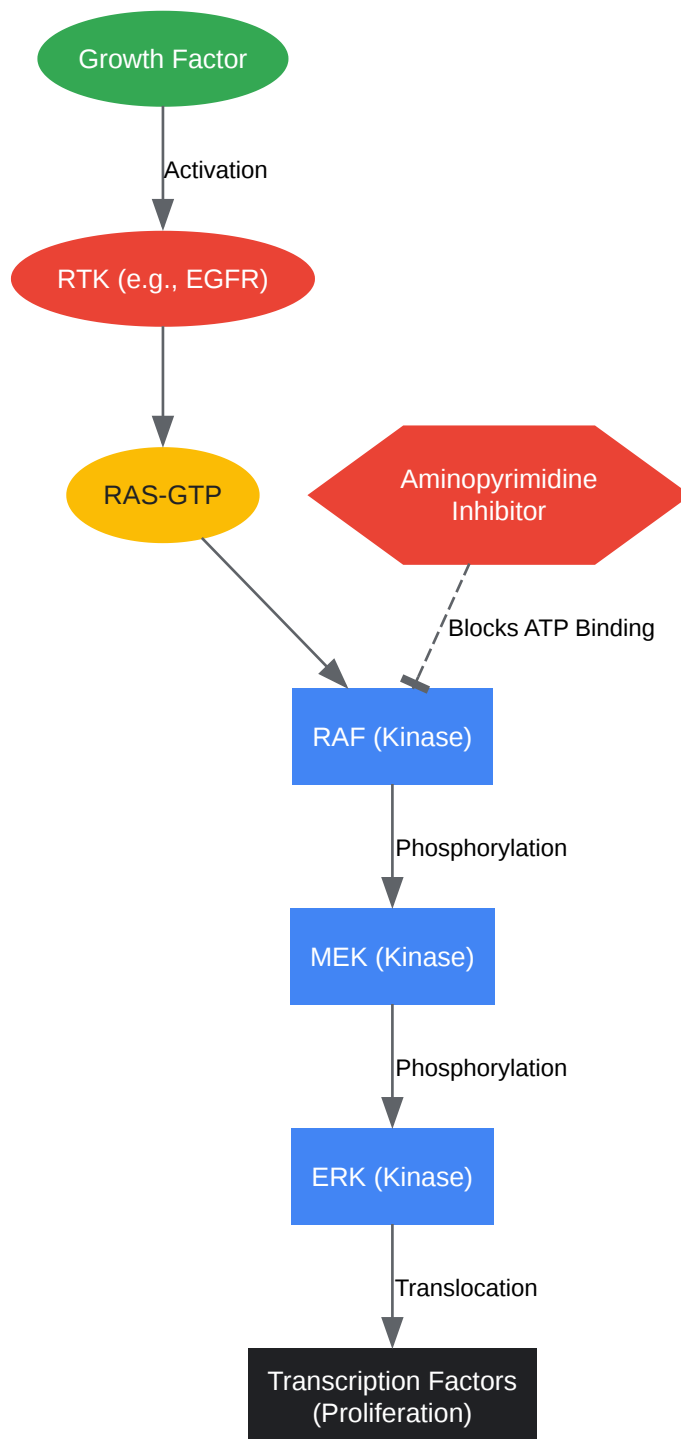 Growth Factor
Activation
RTK (e.g., EGFR)
RAS-GTP
Aminopyrimidine
Inhibitor
Blocks ATP Binding
RAF (Kinase)
Phosphorylation
MEK (Kinase)
Phosphorylation
ERK (Kinase)
Translocation
Transcription Factors
(Proliferation)